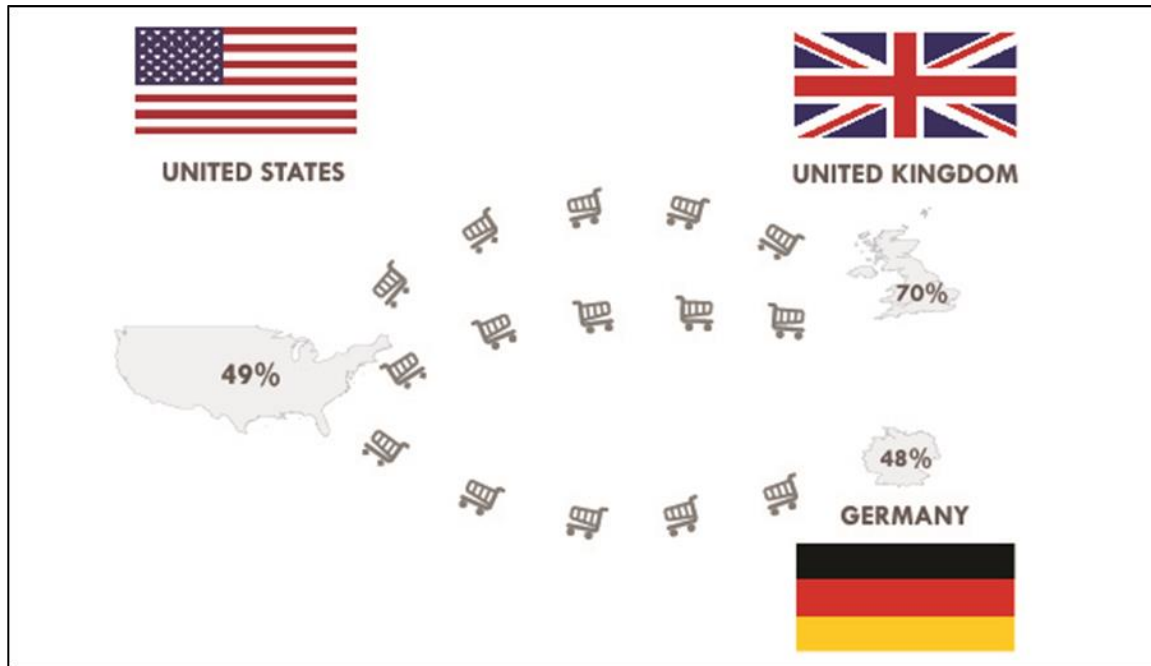 UNITED STATES
UNITED KINGDOM
70%
49%
48%
GERMANY